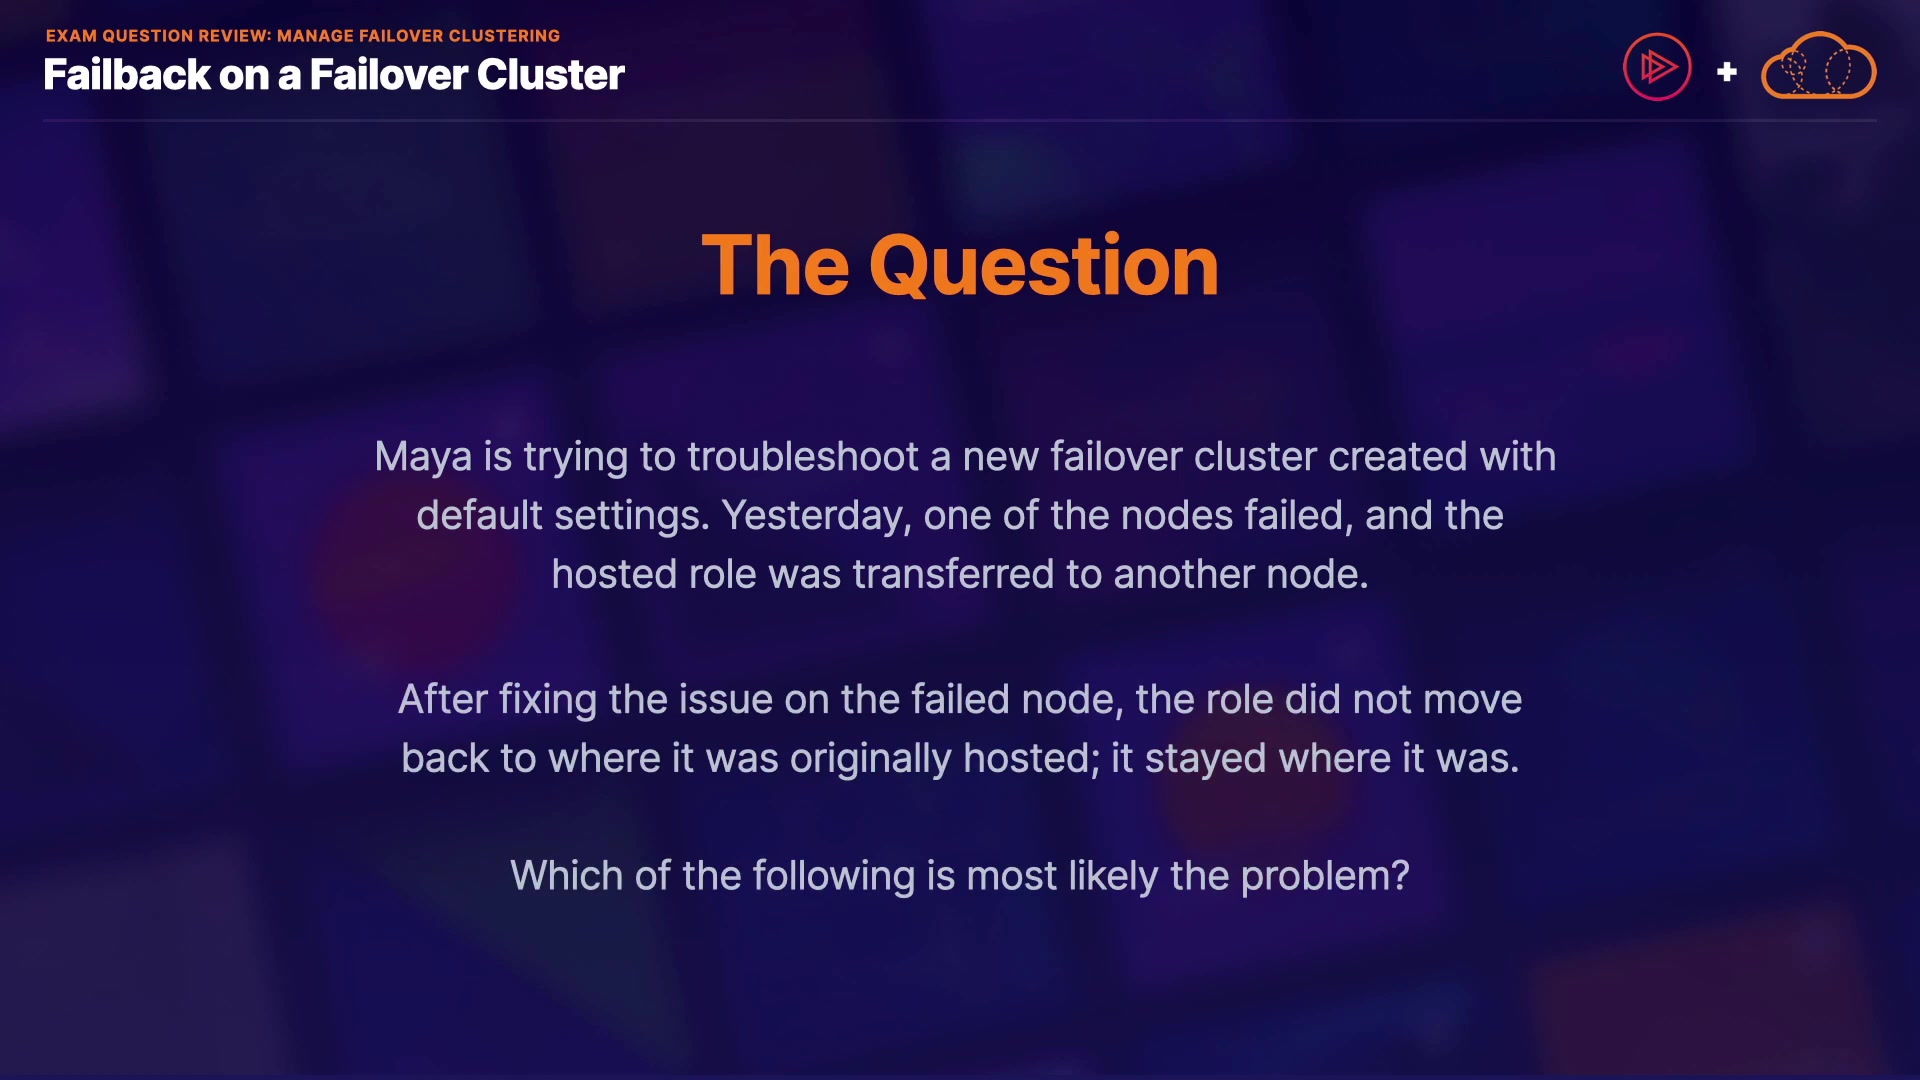 EXAM QUESTION REVIEW: MANAGE FAILOVER CLUSTERING
Failback on a Failover Cluster
+
The Question
Maya is trying to troubleshoot a new failover cluster created with
default settings. Yesterday, one of the nodes failed, and the
hosted role was transferred to another node.
After fixing the issue on the failed node, the role did not move
back to where it was originally hosted; it stayed where it was.
Which of the following is most likely the problem?